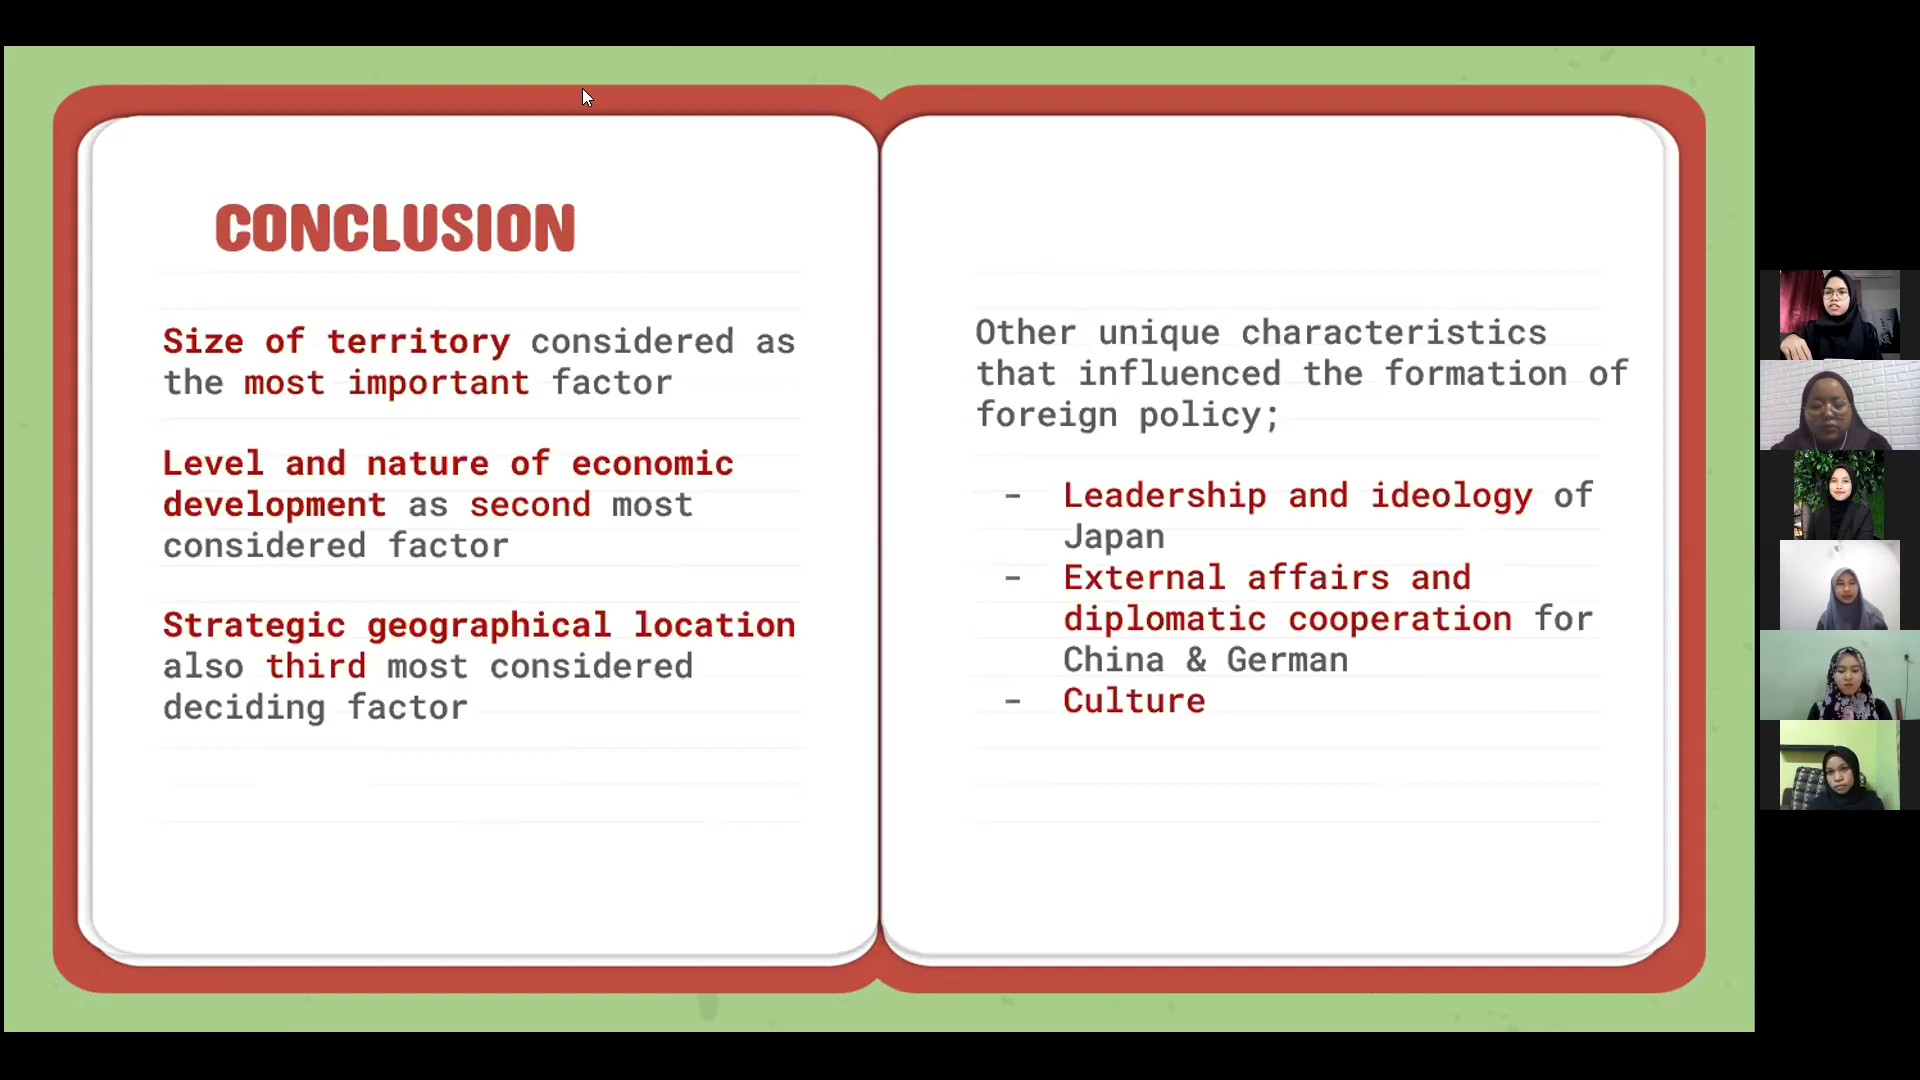 CONCLUSION
Size of territory considered as
the most important factor
Level and nature of economic
development as second most
considered factor
Strategic geographical location
also third most considered
deciding factor
Other unique characteristics
that influenced the formation of
foreign policy;
- Leadership and ideology of
Japan
- External affairs and
diplomatic cooperation for
China & German
- Culture